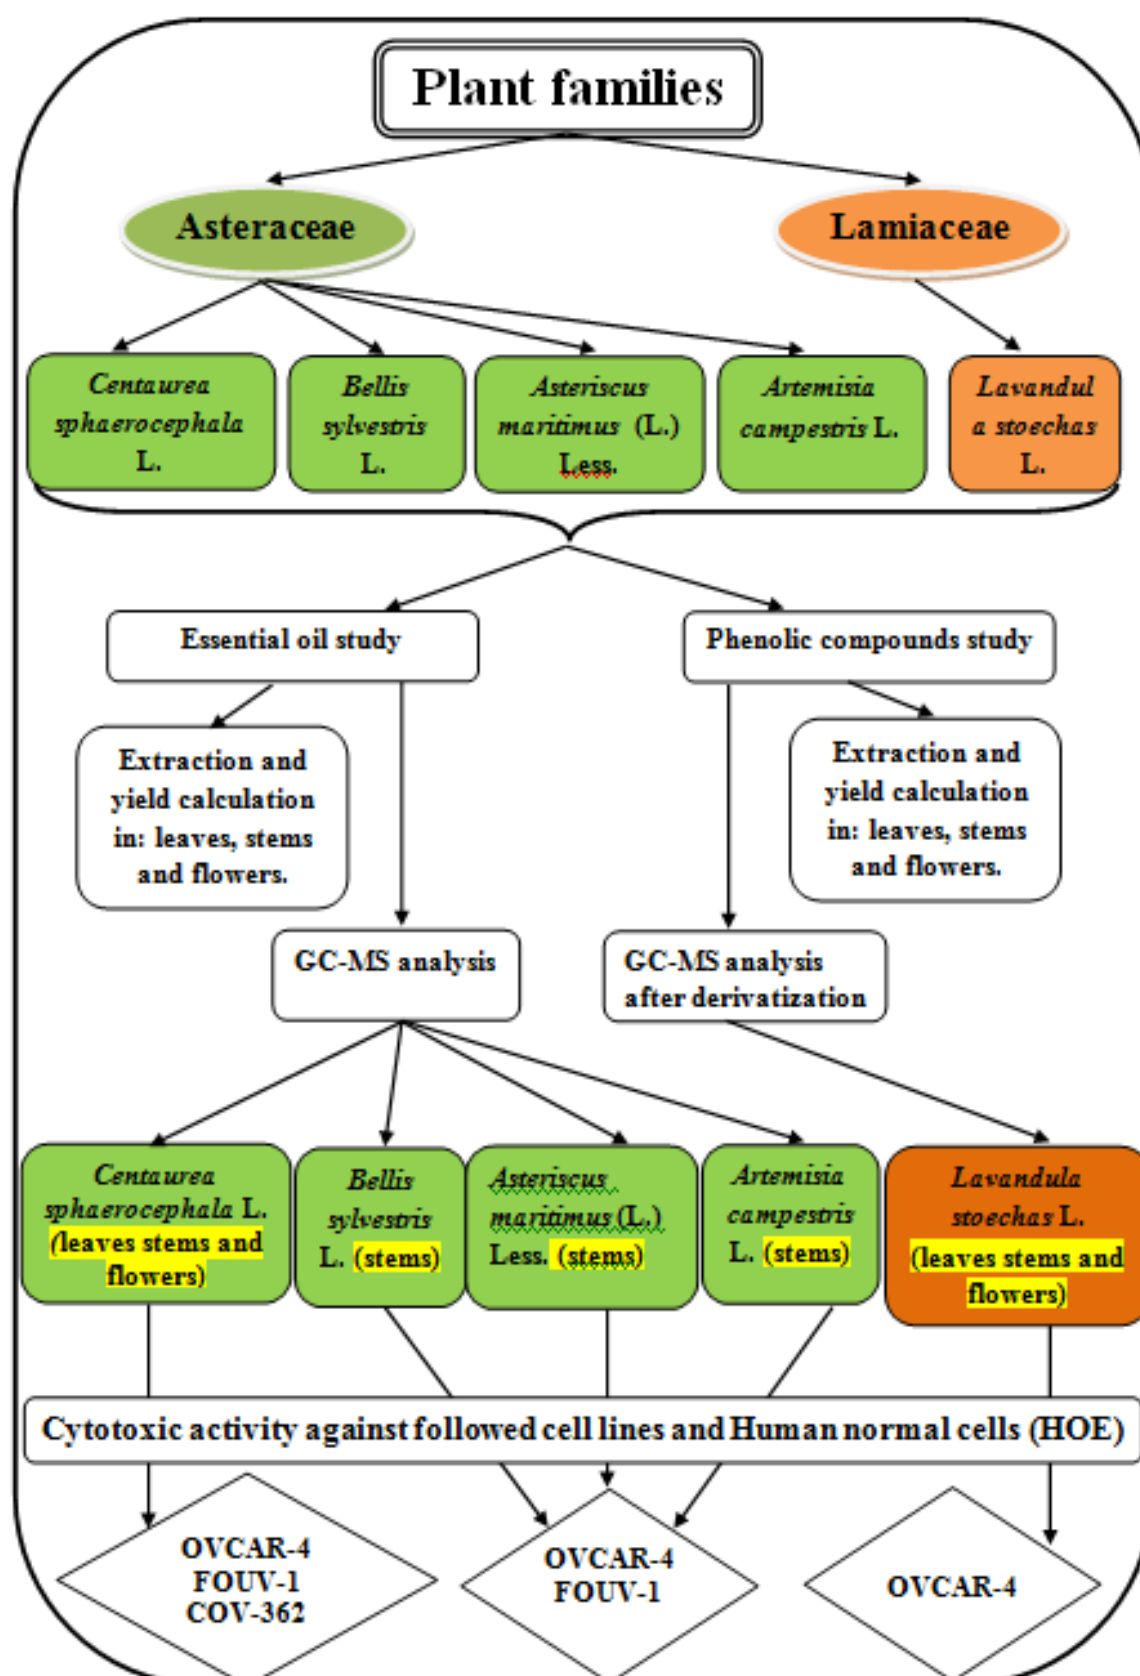 Plant families
Asteraceae
Lamiaceae
Centaurea
sphaerocephala
L.
Bellis
sylvestris
L.
Asteriscus
maritimus (L.)
Less.
Artemisia
campestris L.
Lavandul
a stoechas
L.
Essential oil study
Phenolic compounds study
Extraction and
yield calculation
in: leaves, stems
and flowers.
Extraction and
yield calculation
in: leaves, stems
and flowers.
GC-MS analysis
GC-MS analysis
after derivatization
Centaurea
sphaerocephala L.
(leaves stems and
flowers)
Bellis
sylvestris
L. (stems)
Asteriscus
maritimus (L.)
Less. (stems)
Artemisia
campestris
L. (stems)
Lavandula
stoechas L.
(leaves stems and
flowers)
Cytotoxic activity against followed cell lines and Human normal cells (HOE)
OVCAR-4
FOUV-1
COV-362
OVCAR-4
FOUV-1
OVCAR-4